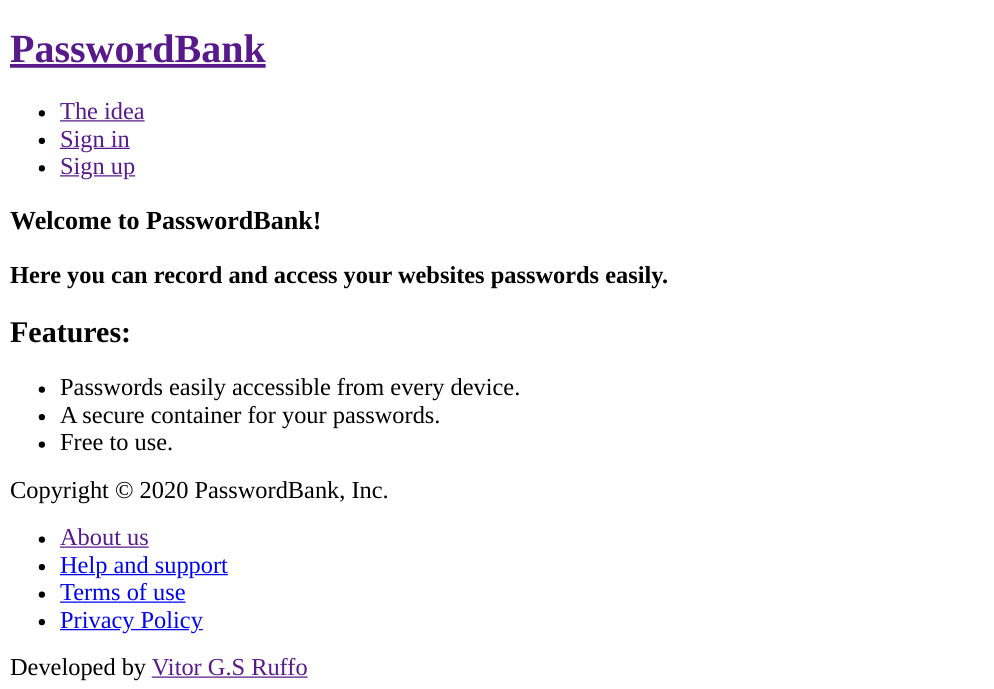 PasswordBank
The idea
Sign in
Sign up
Welcome to PasswordBank!
Here you can record and access your websites passwords easily.
Features:
Passwords easily accessible from every device.
A secure container for your passwords.
Free to use.
Copyright © 2020 PasswordBank, Inc.
About us
Help and support
Terms of use
Privacy Policy
Developed by Vitor G.S Ruffo